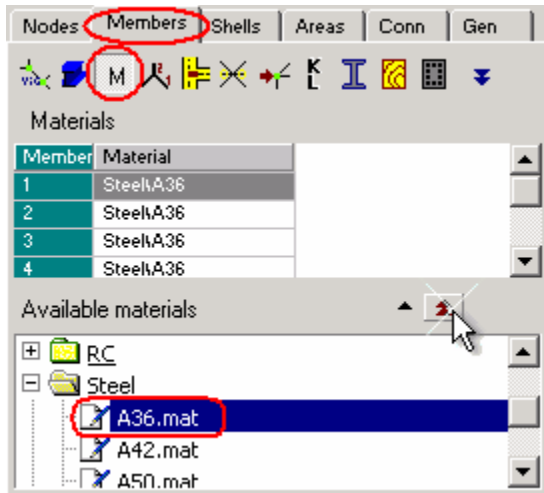 Nodes Members Shells Areas Conn Gen
M K L
Materials
Member Material
1 Steel\A36
2 Steel\A36
3 Steel\A36
4 Steel\A36
Available materials
RC
Steel
A36.mat
A42.mat
A50.mat